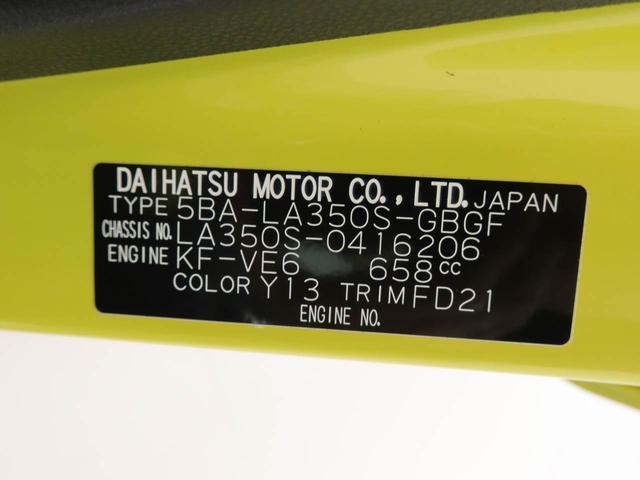 DAIHATSU MOTOR CO., LTD. JAPAN
TYPE 5BA-LA350S-GBGF
CHASSIS NO. LA350S-0416206
ENGINE KF-VE6 658cc
COLOR Y13 TRIM FD21
ENGINE NO.